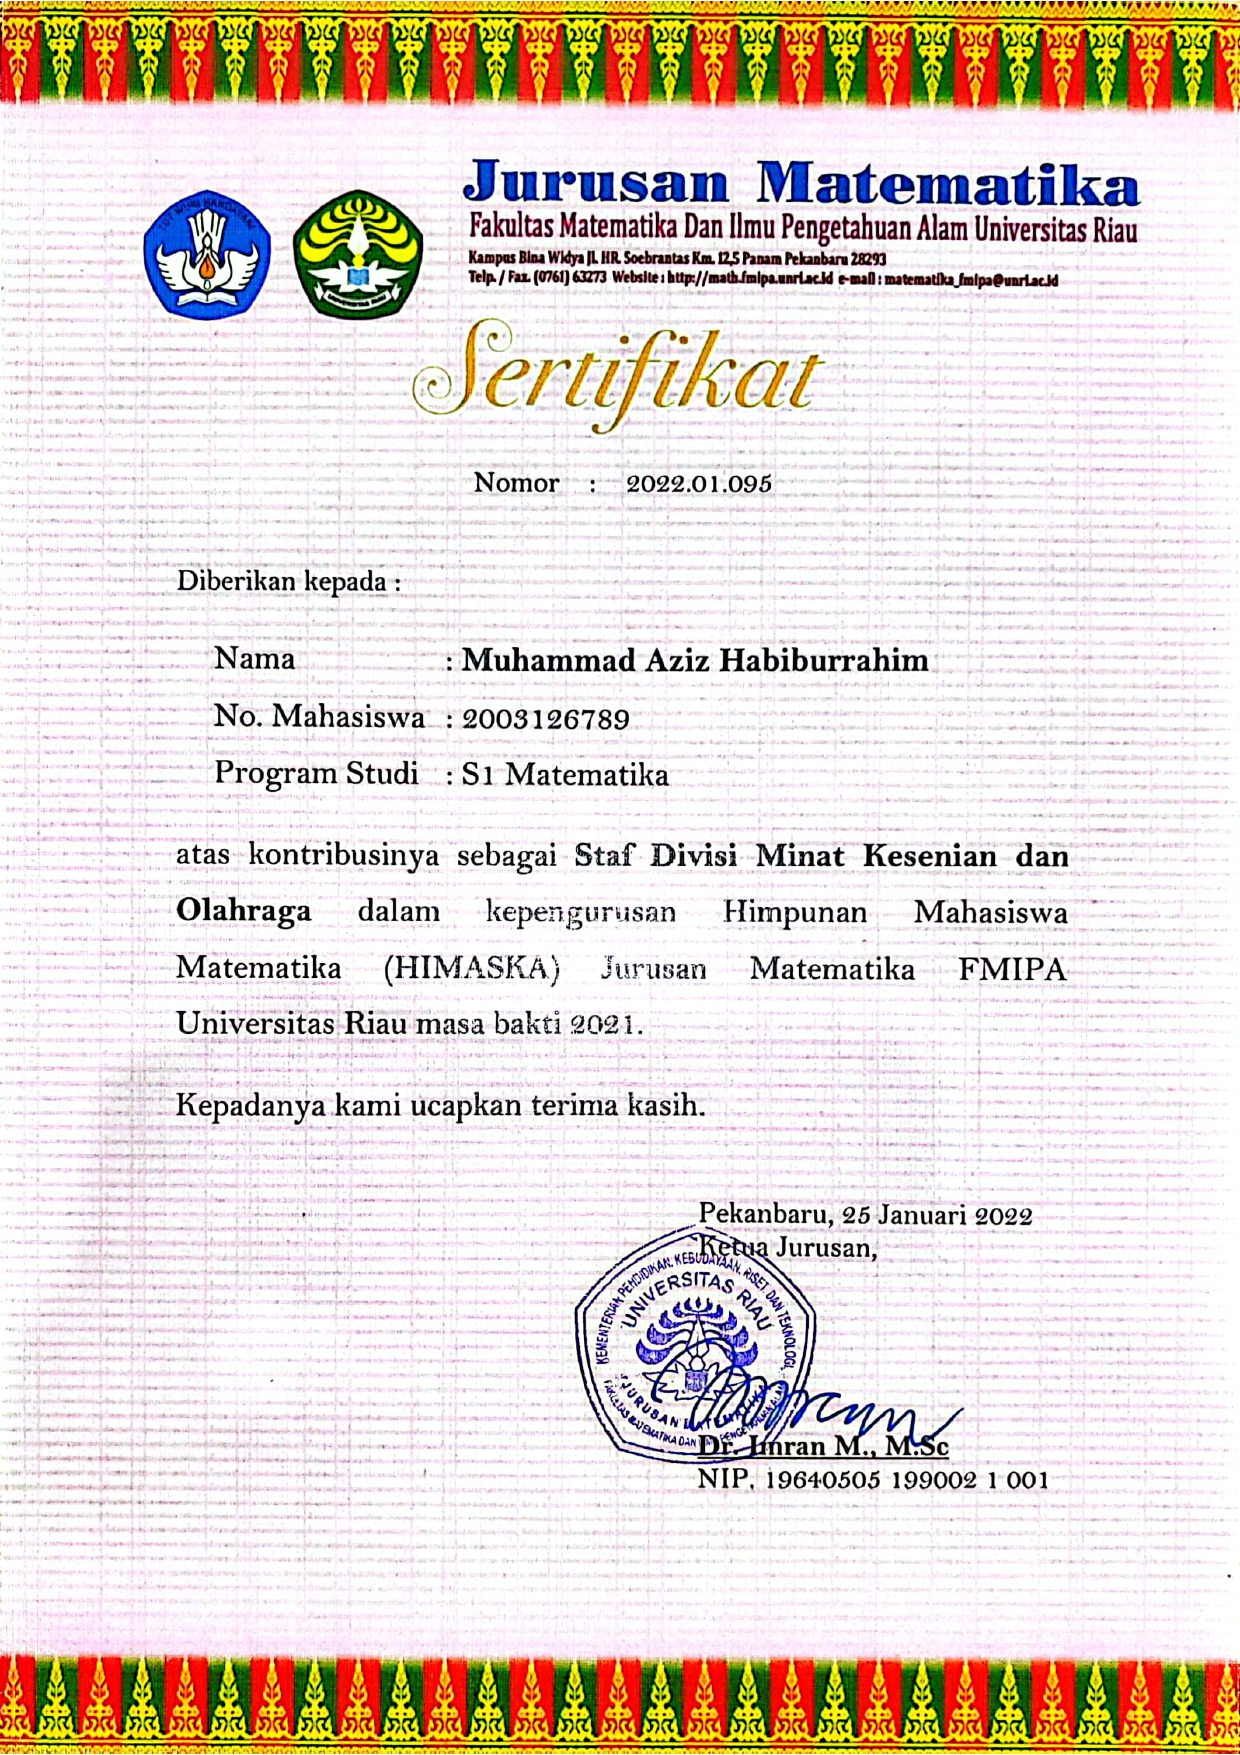 Jurusan Matematika
Fakultas Matematika Dan Ilmu Pengetahuan Alam Universitas Riau
Kampus Bina Widya Jl. HR. Soebrantas Km. 12,5 Panam Pekanbaru 28293
Telp. / Fax. (0761) 63273 Website : http://math.fmipa.unri.ac.id e-mail : matematika_fmipa@unri.ac.id
TUT WURI HANDAYANI
UNIVERSITAS RIAU
Sertifikat
Nomor : 2022.01.095
Diberikan kepada :
Nama : Muhammad Aziz Habiburrahim
No. Mahasiswa : 2003126789
Program Studi : S1 Matematika
atas kontribusinya sebagai Staf Divisi Minat Kesenian dan
Olahraga dalam kepengurusan Himpunan Mahasiswa
Matematika (HIMASKA) Jurusan Matematika FMIPA
Universitas Riau masa bakti 2021.
Kepadanya kami ucapkan terima kasih.
Pekanbaru, 25 Januari 2022
Ketua Jurusan,
KEMENTERIAN PENDIDIKAN, KEBUDAYAAN, RISET, DAN TEKNOLOGI
UNIVERSITAS RIAU
JURUSAN MATEMATIKA
FAKULTAS MATEMATIKA DAN ILMU PENGETAHUAN ALAM
Dr. Imran M., M.Sc
NIP. 19640505 199002 1 001